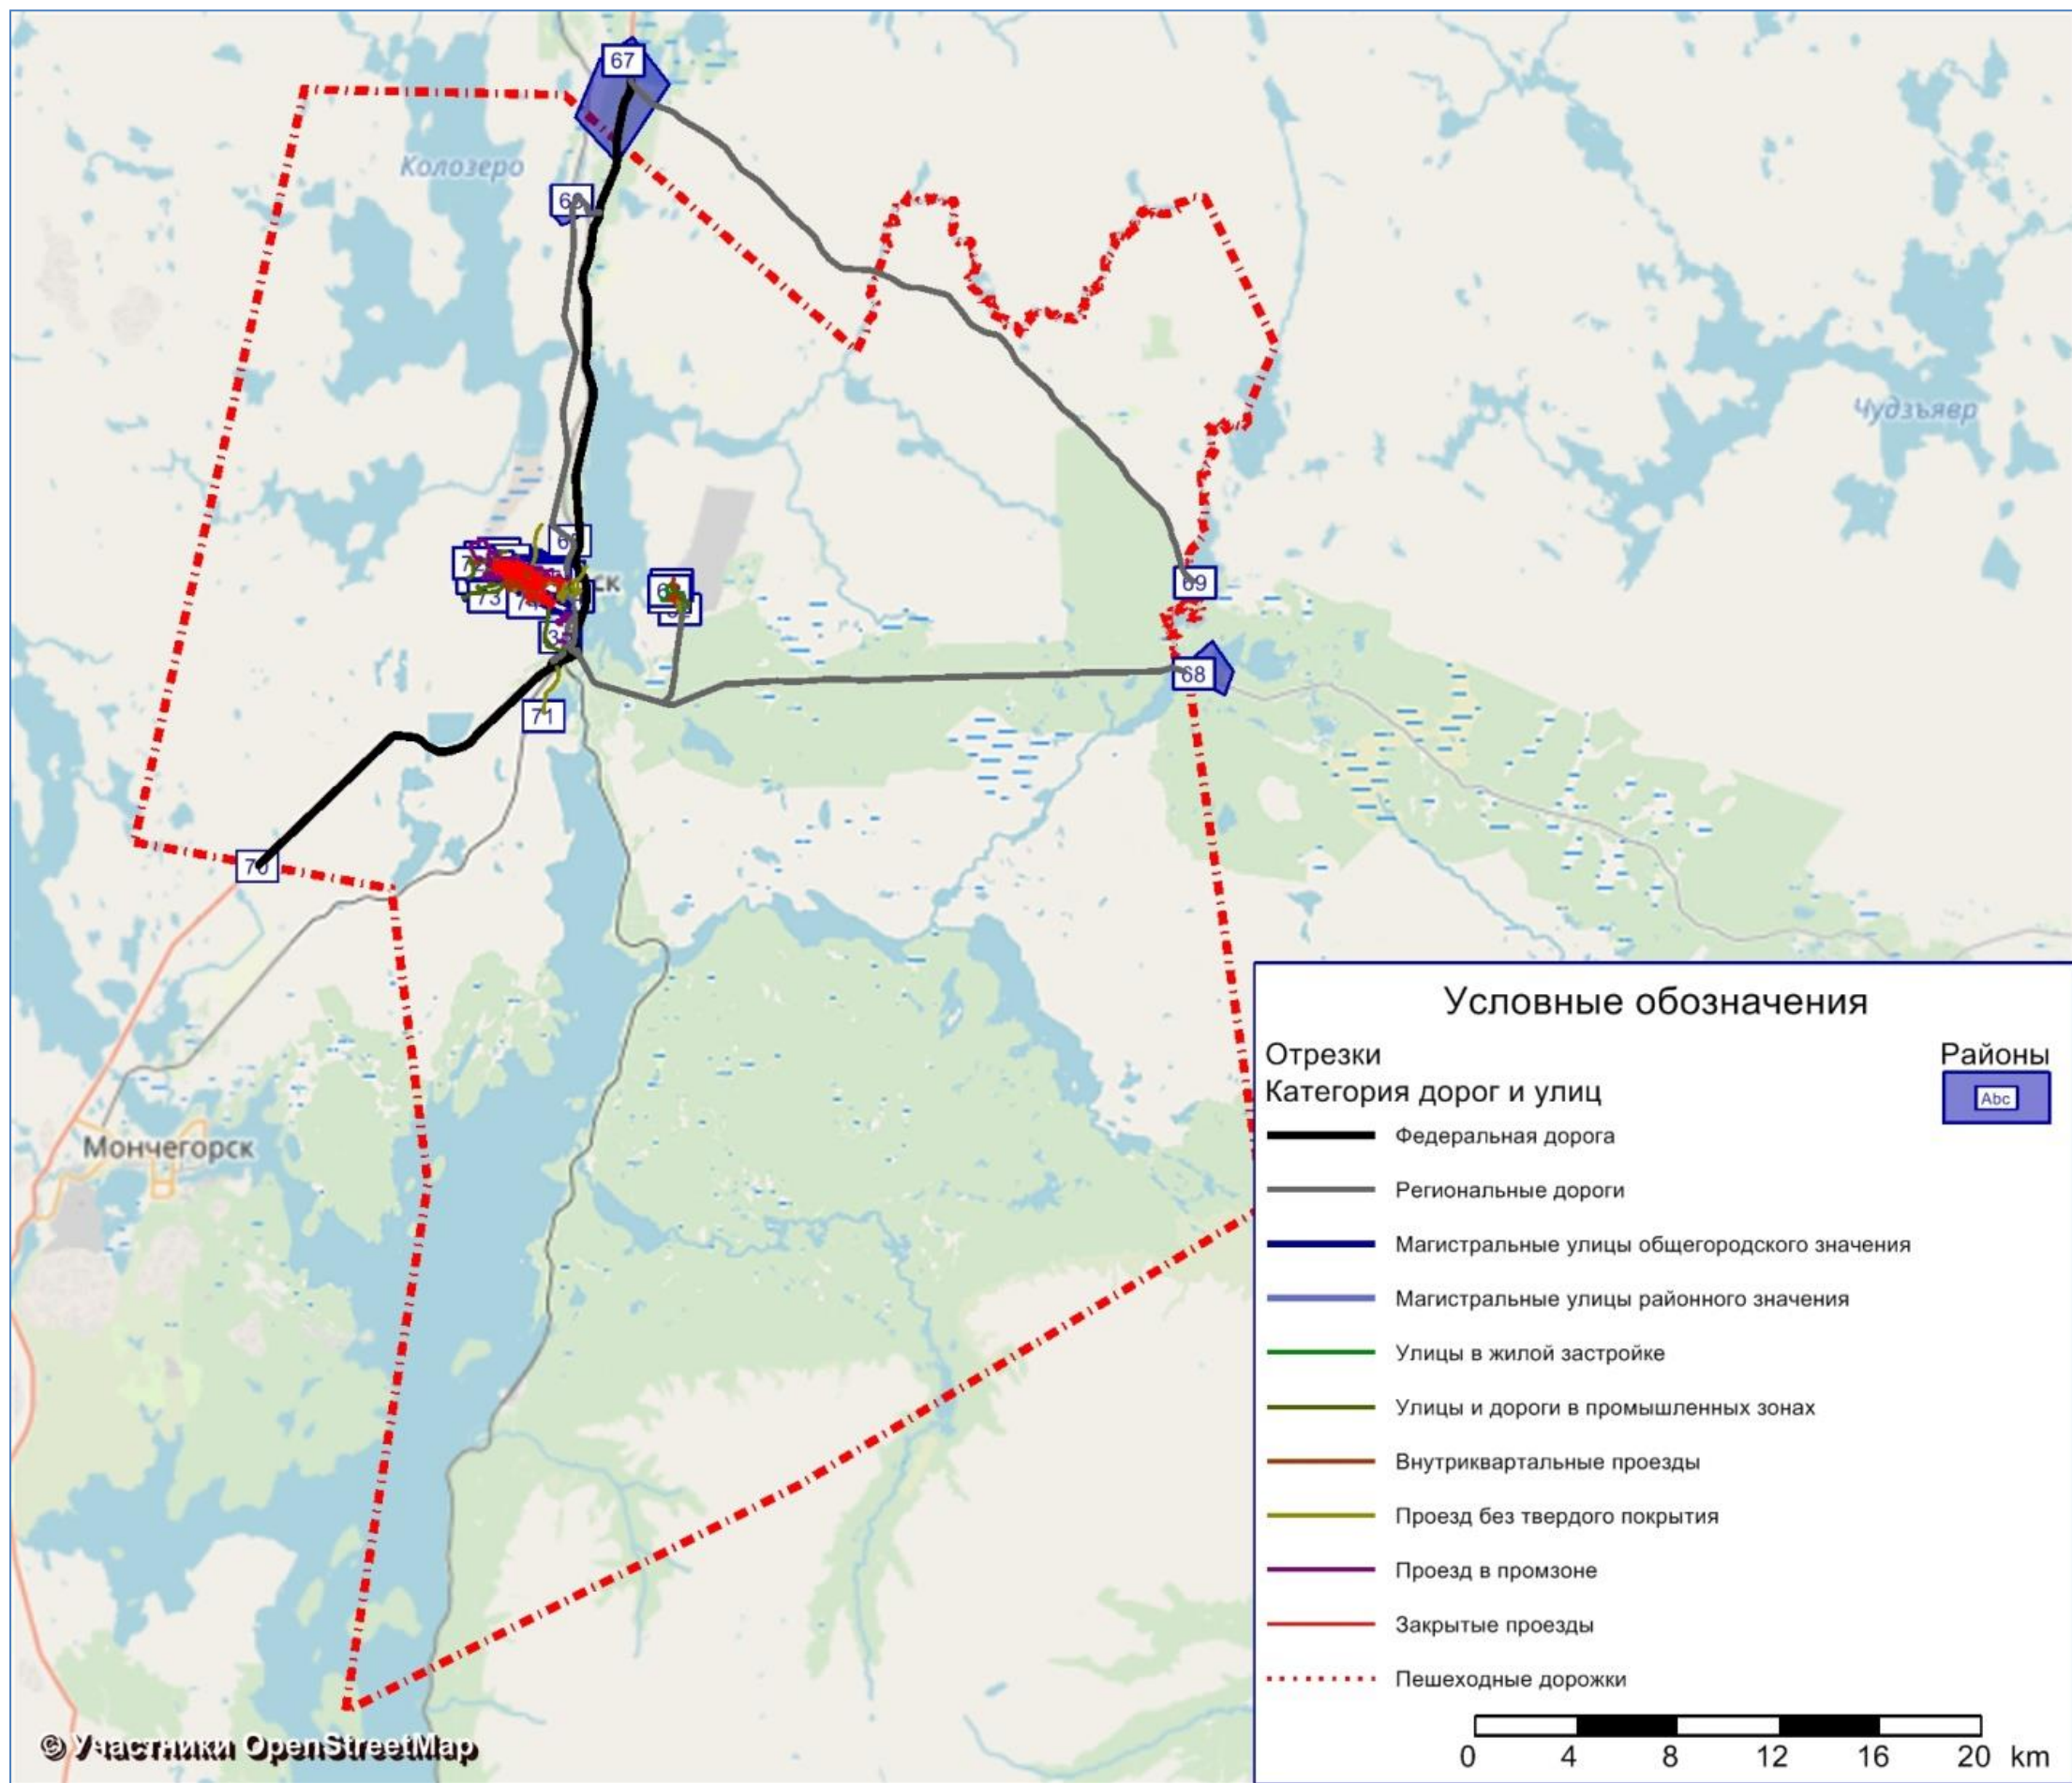 67
Колозеро
Чудзъявр
ск
73
69
68
71
70
Мончегорск
Условные обозначения
Отрезки
Районы
Категория дорог и улиц
Abc
Федеральная дорога
Региональные дороги
Магистральные улицы общегородского значения
Магистральные улицы районного значения
Улицы в жилой застройке
Улицы и дороги в промышленных зонах
Внутриквартальные проезды
Проезд без твердого покрытия
Проезд в промзоне
Закрытые проезды
Пешеходные дорожки
0 4 8 12 16 20 km
© Участники OpenStreetMap